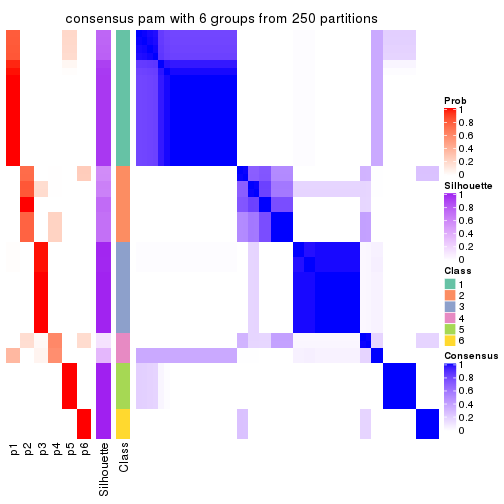 consensus pam with 6 groups from 250 partitions
Prob
1
0.8
0.6
0.4
0.2
0
Silhouette
1
0.8
0.6
0.4
0.2
0
Class
1
2
3
4
5
6
Consensus
1
0.8
0.6
0.4
0.2
0
p1
p2
p3
p4
p5
p6
Silhouette
Class